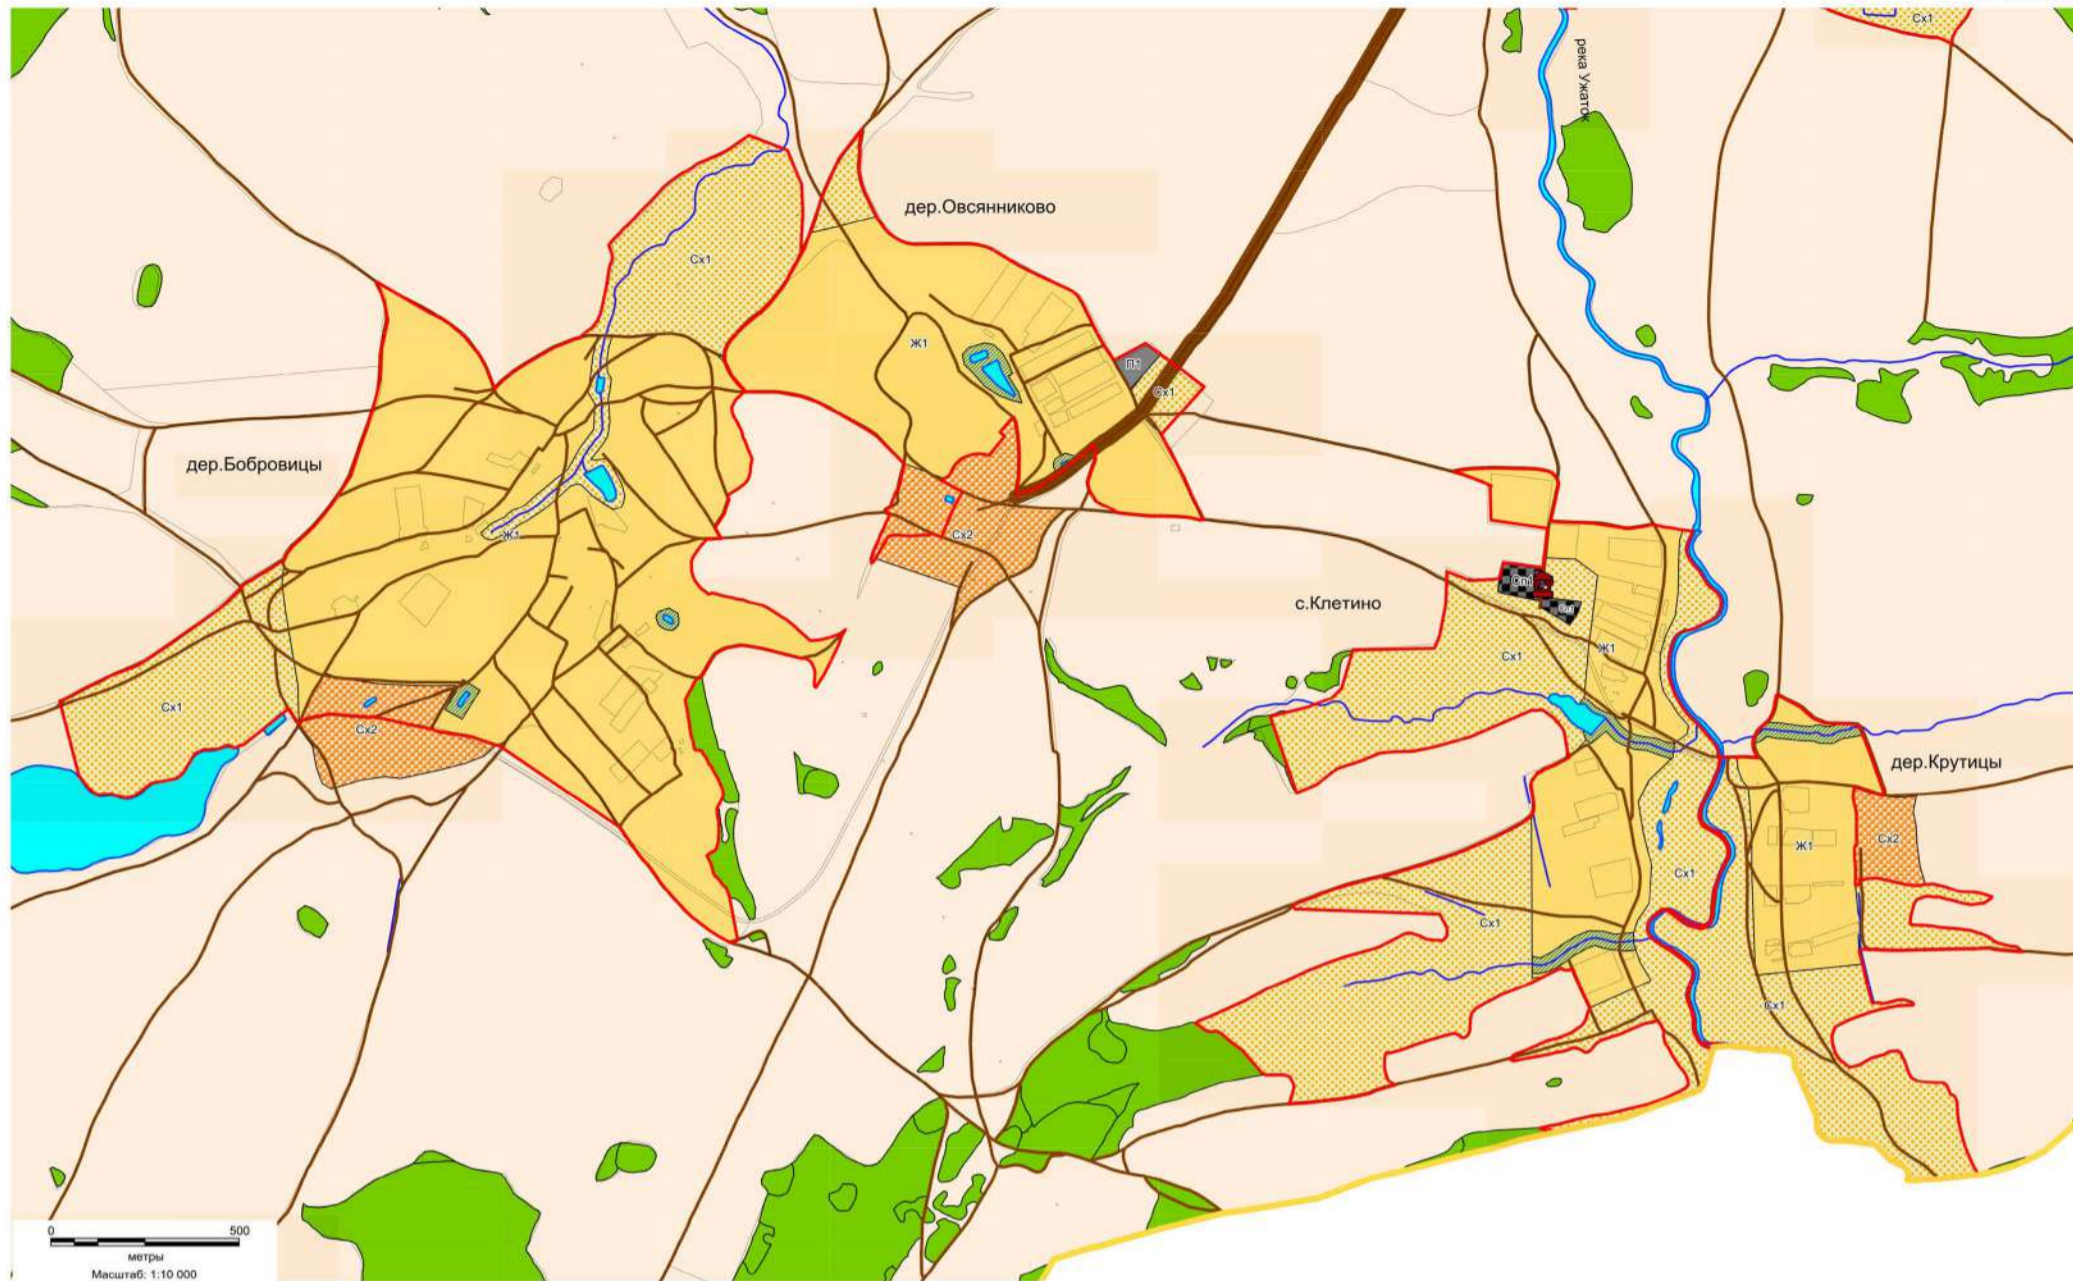 Сх1
река Ужаток
дер.Овсянниково
Сх1
Ж1
П1
Сх1
дер.Бобровицы
Ж1
Сх2
Сп1
с.Клетино
Ж1
Сх1
Сх1
Сх2
дер.Крутицы
Ж1
Сх2
Сх1
Сх1
Сх1
0 500
метры
Масштаб: 1:10 000